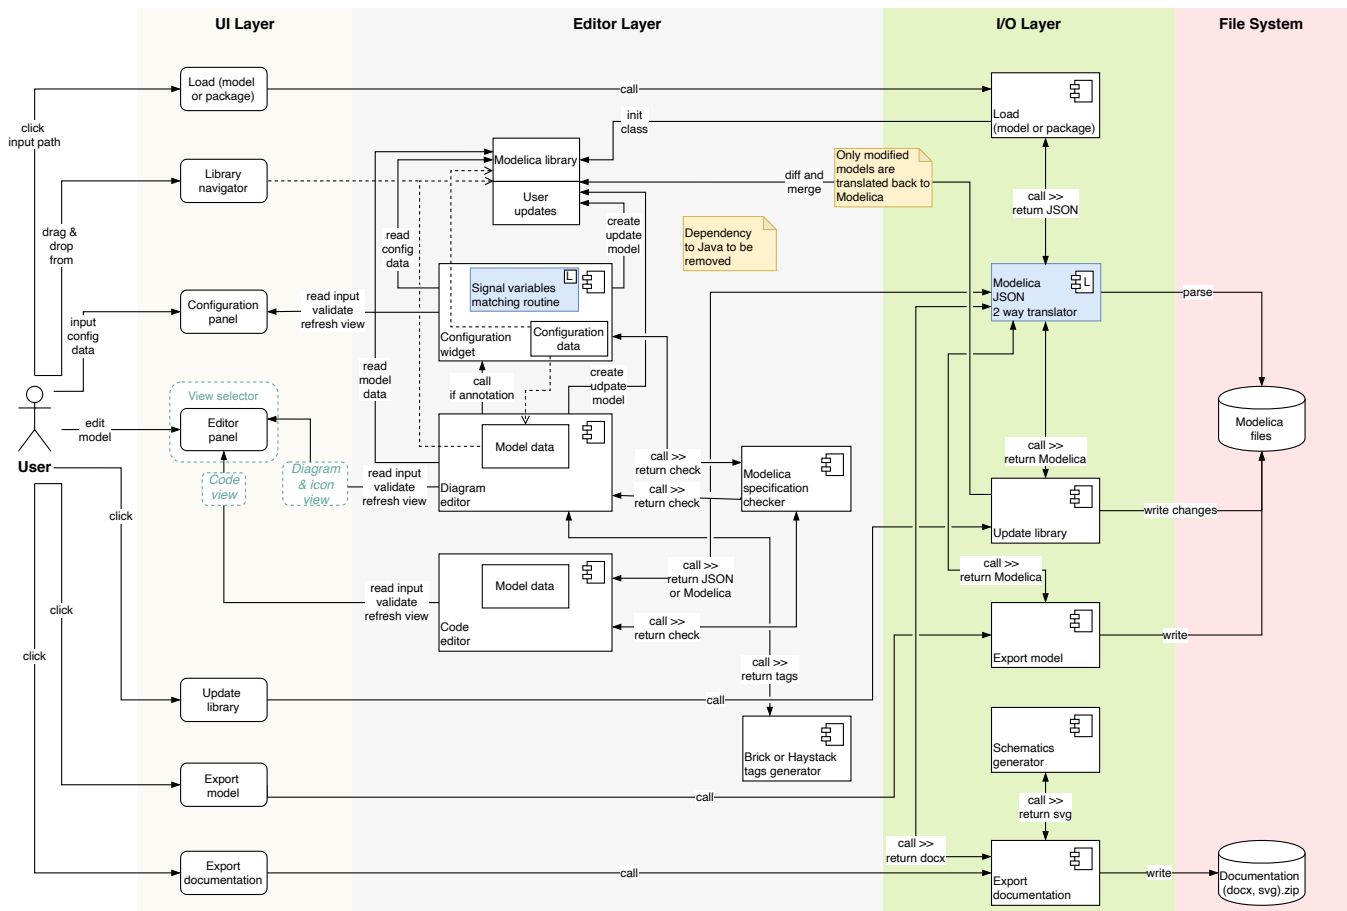 UI Layer
Editor Layer
I/O Layer
File System
Load (model
or package)
call
Load
(model or package)
init
class
click
input path
Library
navigator
Modelica library
User
updates
diff and
merge
Only modified
models are
translated back to
Modelica
call >>
return JSON
drag &
drop
from
read
config
data
create
update
model
Dependency
to Java to be
removed
Configuration
panel
read input
validate
refresh view
Signal variables
matching routine
L
Configuration
widget
Configuration
data
Modelica
JSON
2 way translator
L
parse
input
config
data
read
model
data
call
if annotation
create
udpate
model
View selector
Editor
panel
edit
model
Modelica
files
User
Code
view
Diagram
& icon
view
read input
validate
refresh view
Model data
Diagram
editor
call >>
return check
call >>
return check
Modelica
specification
checker
call >>
return Modelica
Update library
write changes
click
click
click
read input
validate
refresh view
Model data
Code
editor
call >>
return JSON
or Modelica
call >>
return check
call >>
return Modelica
Export model
write
call >>
return tags
Update
library
call
Brick or Haystack
tags generator
Schematics
generator
Export
model
call
call >>
return svg
call >>
return docx
Export
documentation
call
Export
documentation
write
Documentation
(docx, svg).zip